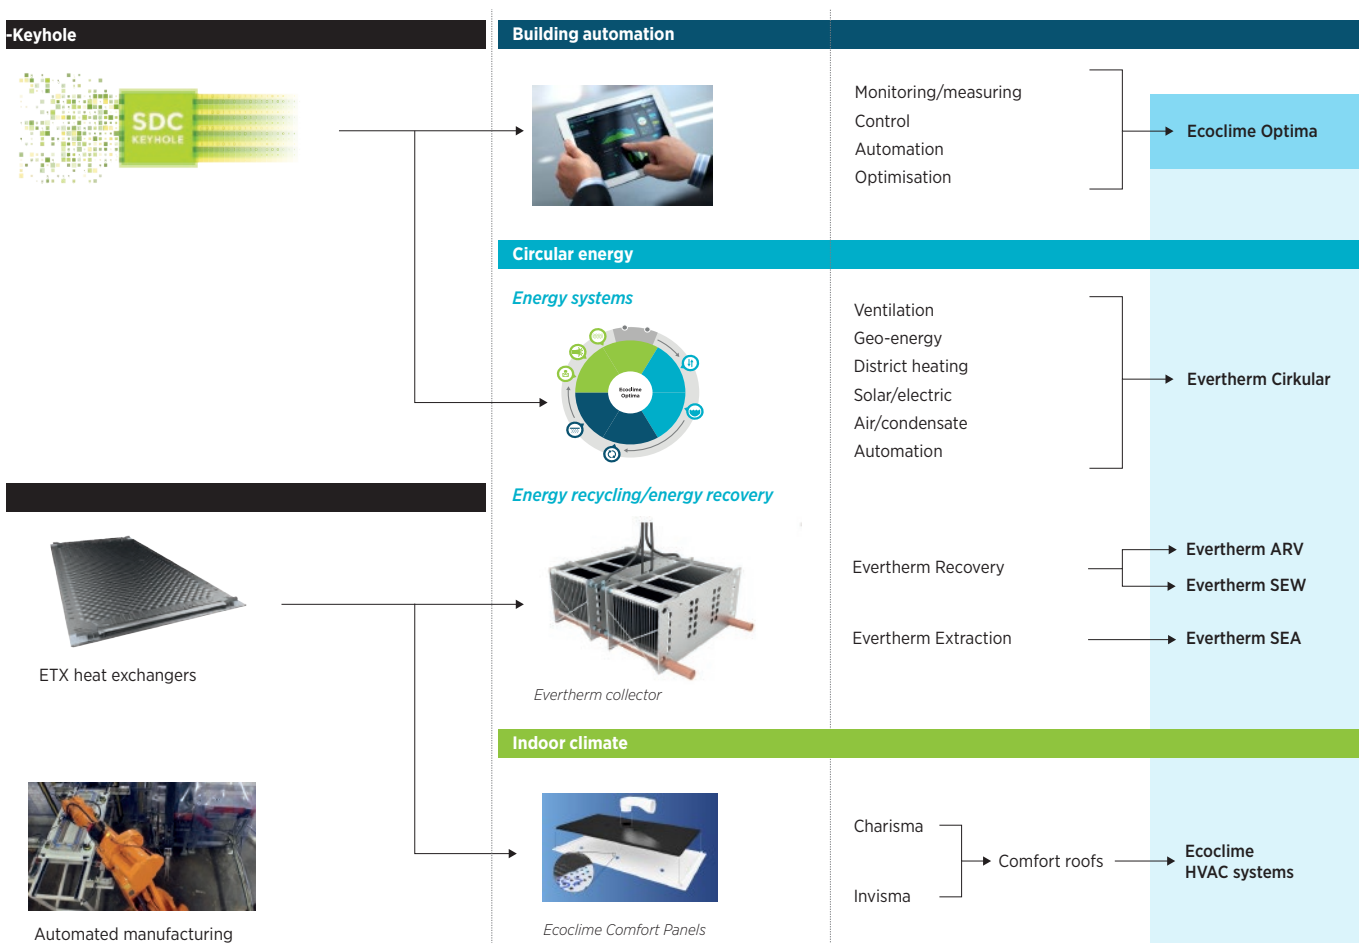 -Keyhole
SDC
KEYHOLE
Building automation
Monitoring/measuring
Control
Automation
Optimisation
Ecoclime Optima
Circular energy
Energy systems
Ecoclime
Optima
Ventilation
Geo-energy
District heating
Solar/electric
Air/condensate
Automation
Evertherm Cirkular
Energy recycling/energy recovery
Evertherm collector
Evertherm Recovery
Evertherm ARV
Evertherm SEW
Evertherm Extraction
Evertherm SEA
ETX heat exchangers
Automated manufacturing
Indoor climate
Ecoclime Comfort Panels
Charisma
Invisma
Comfort roofs
Ecoclime
HVAC systems